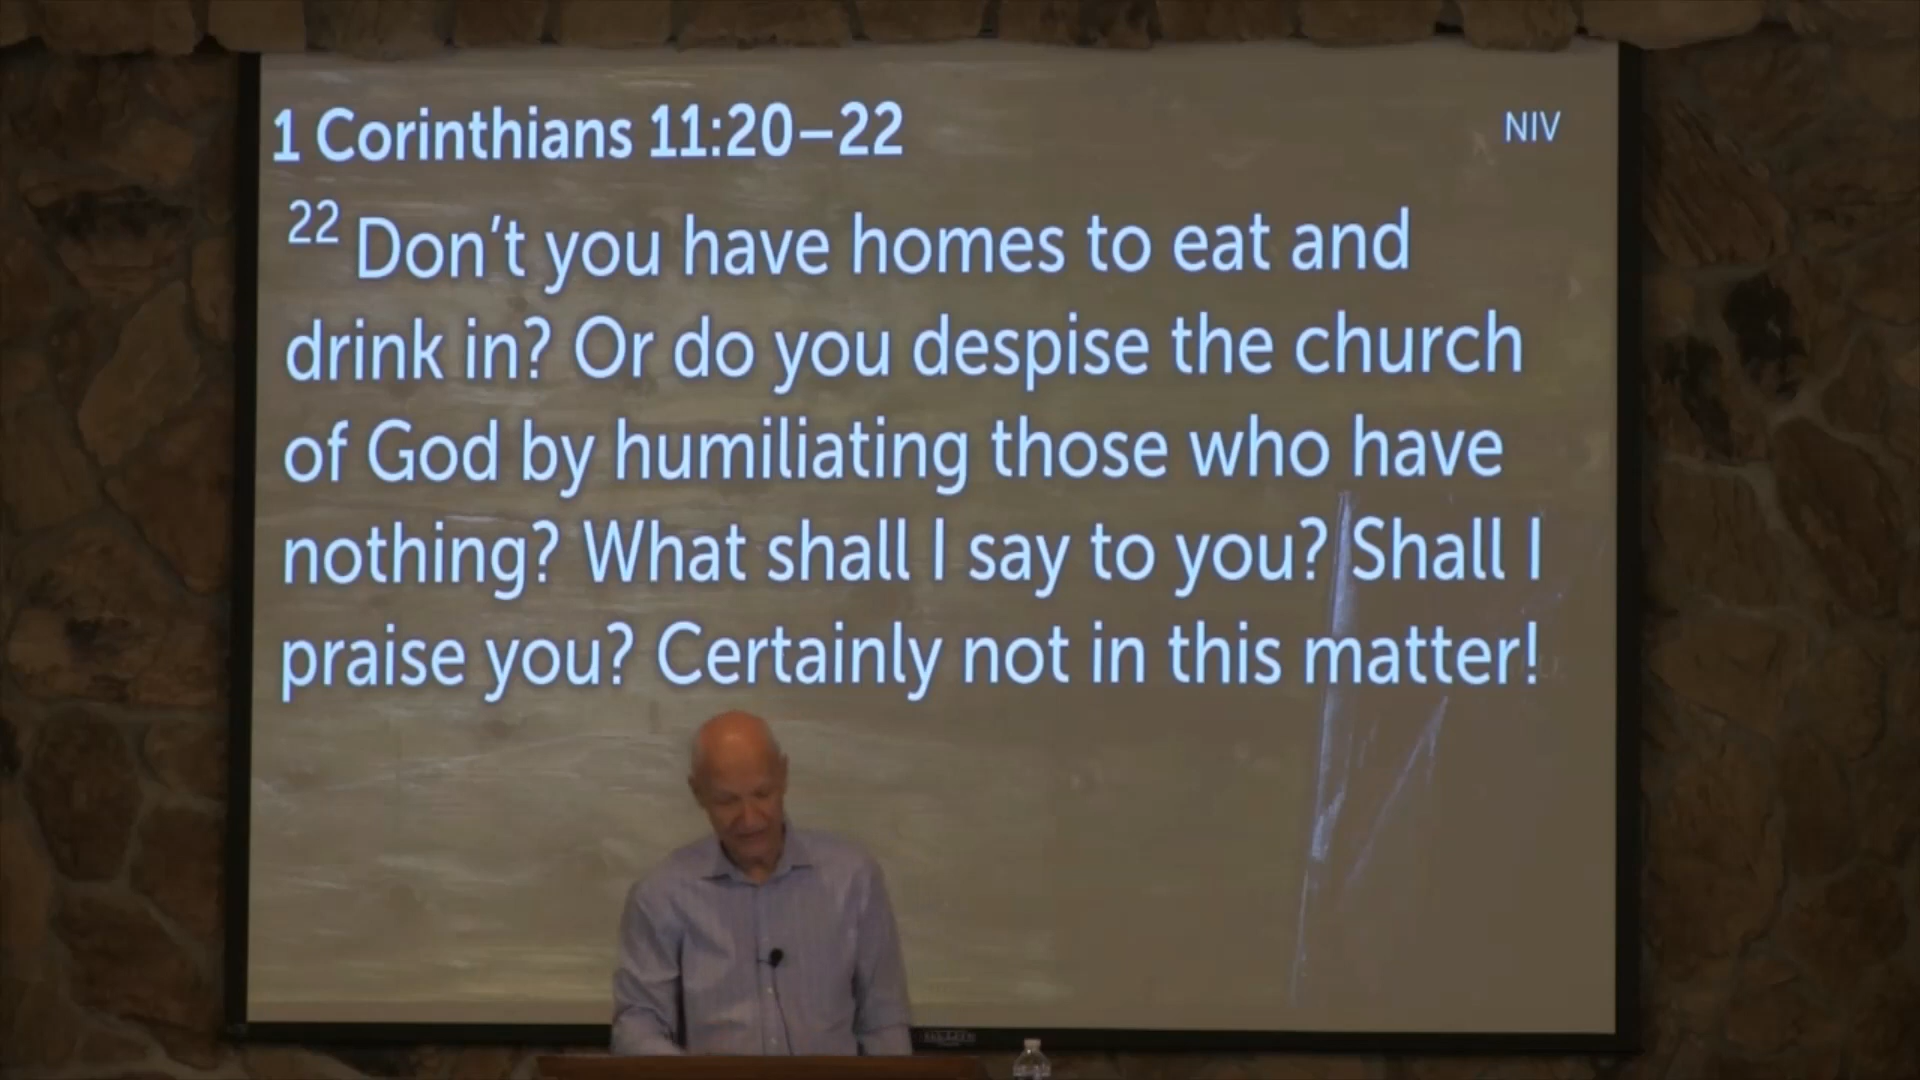 1 Corinthians 11:20–22
NIV
22 Don't you have homes to eat and
drink in? Or do you despise the church
of God by humiliating those who have
nothing? What shall I say to you? Shall I
praise you? Certainly not in this matter!